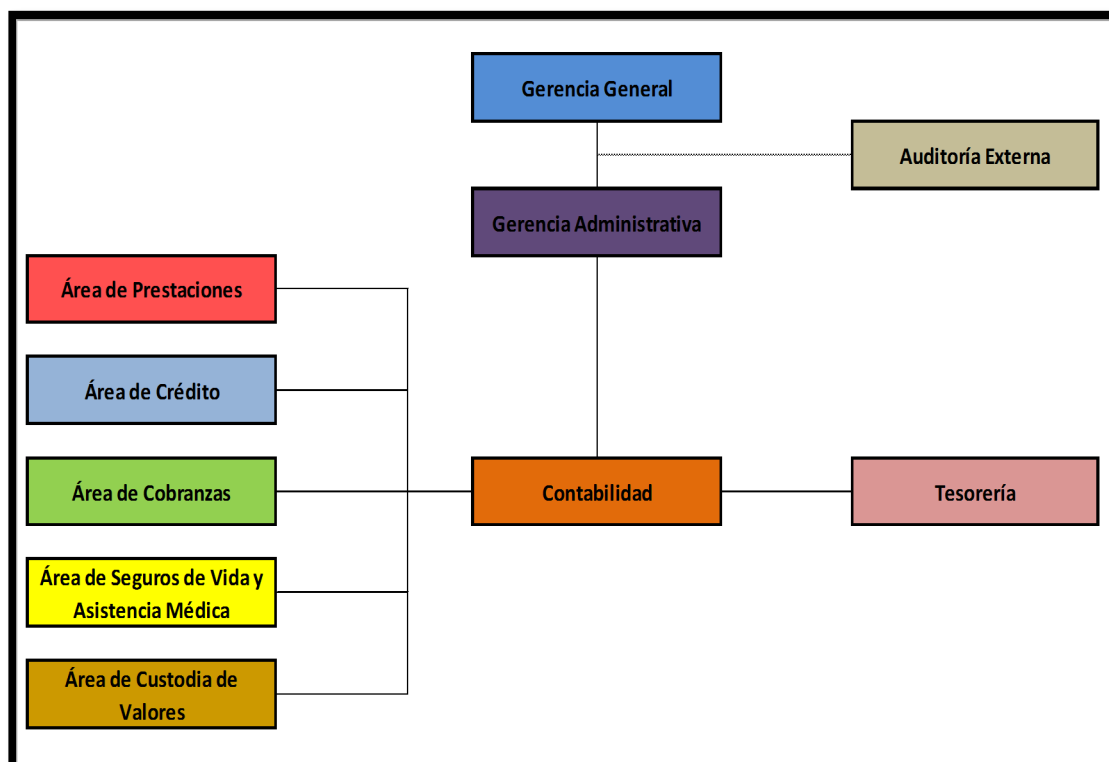 Gerencia General
Auditoría Externa
Gerencia Administrativa
Área de Prestaciones
Área de Crédito
Área de Cobranzas
Contabilidad
Tesorería
Área de Seguros de Vida y
Asistencia Médica
Área de Custodia de
Valores